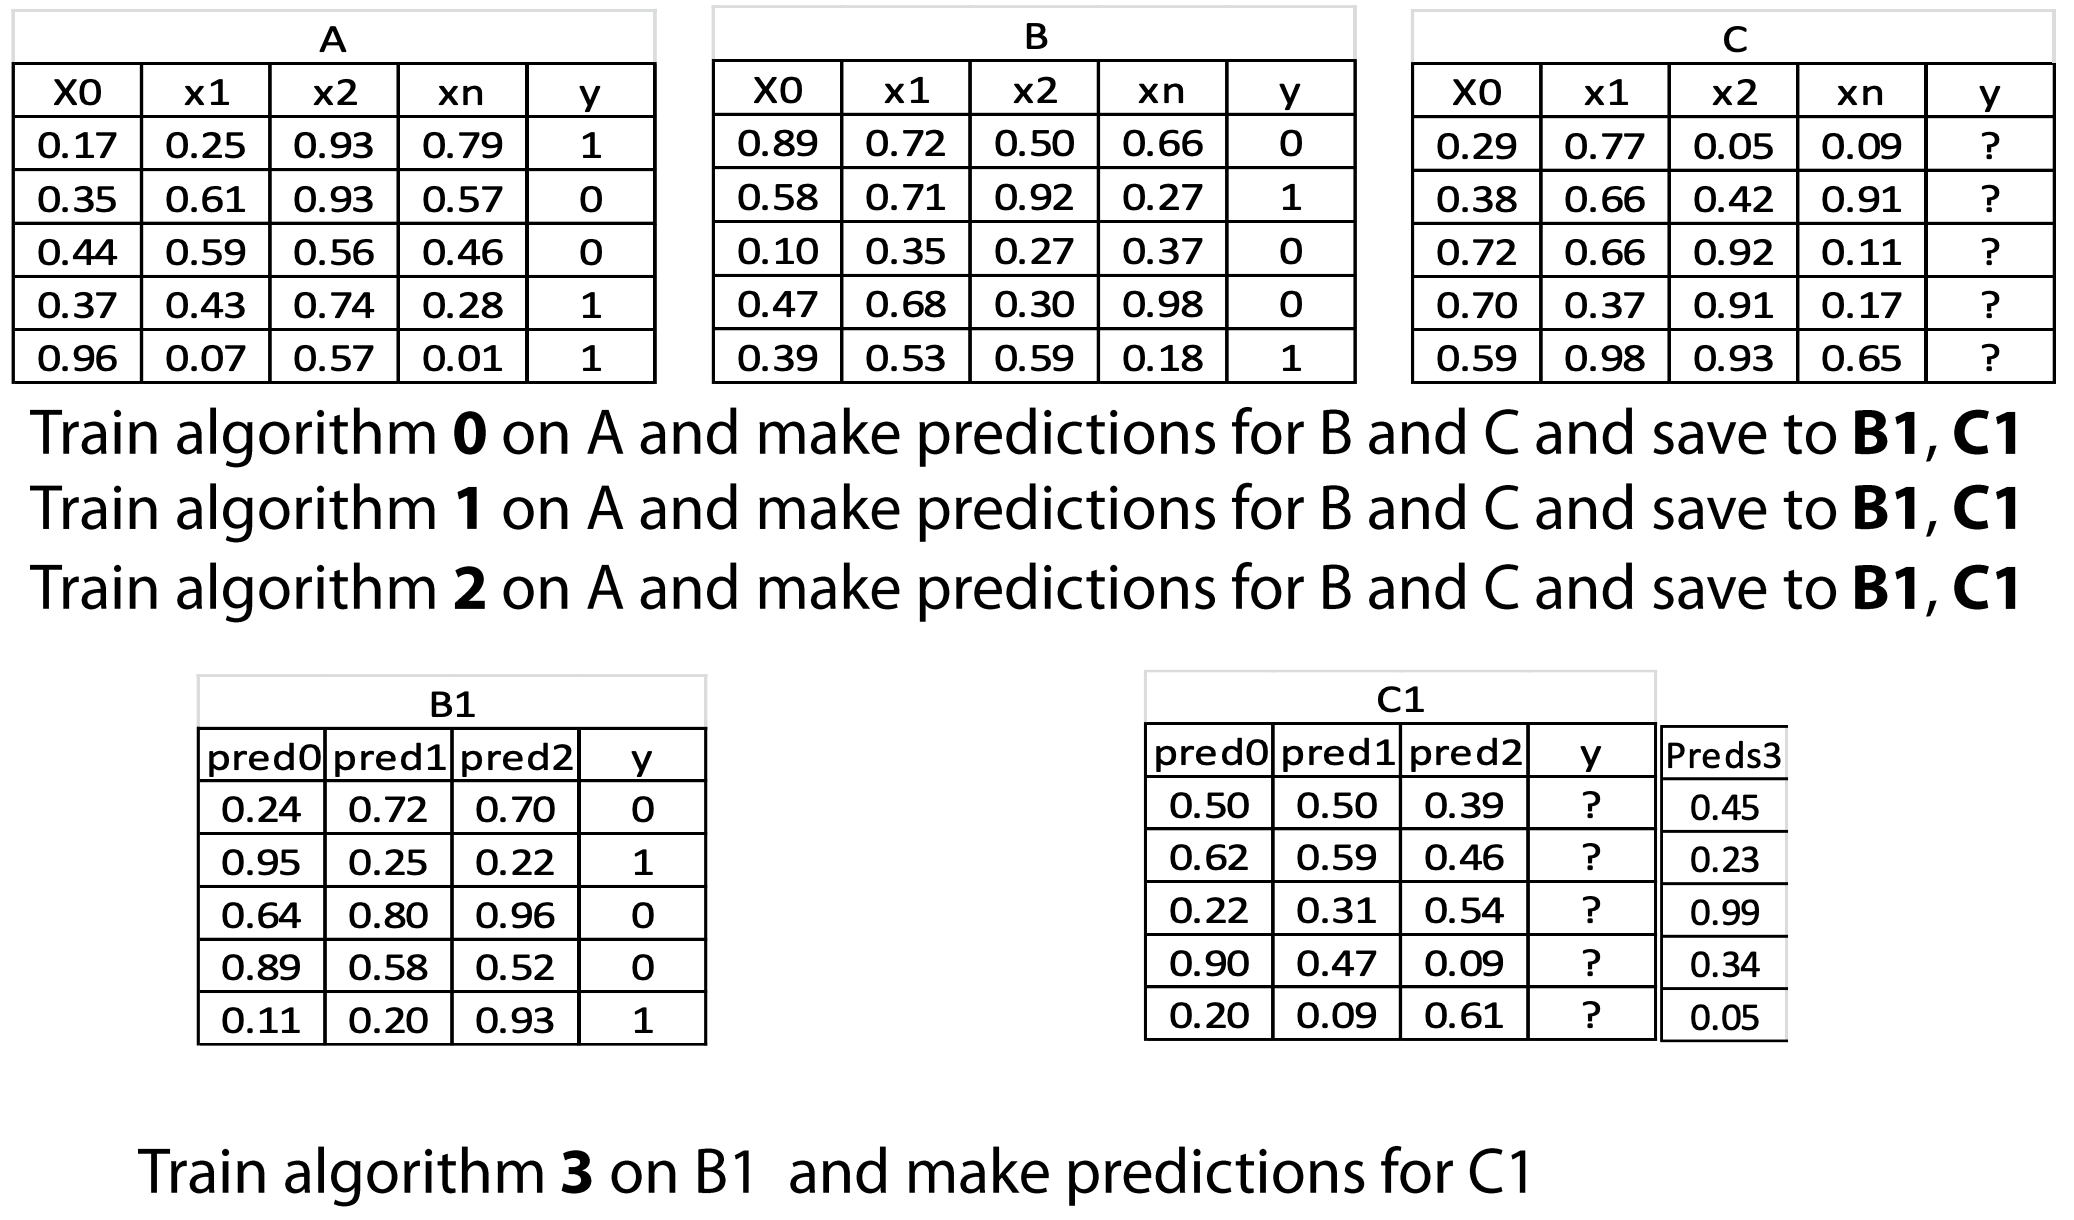 A
X0 x1 x2 xn y
0.17 0.25 0.93 0.79 1
0.35 0.61 0.93 0.57 0
0.44 0.59 0.56 0.46 0
0.37 0.43 0.74 0.28 1
0.96 0.07 0.57 0.01 1
B
X0 x1 x2 xn y
0.89 0.72 0.50 0.66 0
0.58 0.71 0.92 0.27 1
0.10 0.35 0.27 0.37 0
0.47 0.68 0.30 0.98 0
0.39 0.53 0.59 0.18 1
C
X0 x1 x2 xn y
0.29 0.77 0.05 0.09 ?
0.38 0.66 0.42 0.91 ?
0.72 0.66 0.92 0.11 ?
0.70 0.37 0.91 0.17 ?
0.59 0.98 0.93 0.65 ?
Train algorithm 0 on A and make predictions for B and C and save to B1, C1
Train algorithm 1 on A and make predictions for B and C and save to B1, C1
Train algorithm 2 on A and make predictions for B and C and save to B1, C1
B1
pred0 pred1 pred2 y
0.24 0.72 0.70 0
0.95 0.25 0.22 1
0.64 0.80 0.96 0
0.89 0.58 0.52 0
0.11 0.20 0.93 1
C1
pred0 pred1 pred2 y Preds3
0.50 0.50 0.39 ? 0.45
0.62 0.59 0.46 ? 0.23
0.22 0.31 0.54 ? 0.99
0.90 0.47 0.09 ? 0.34
0.20 0.09 0.61 ? 0.05
Train algorithm 3 on B1 and make predictions for C1